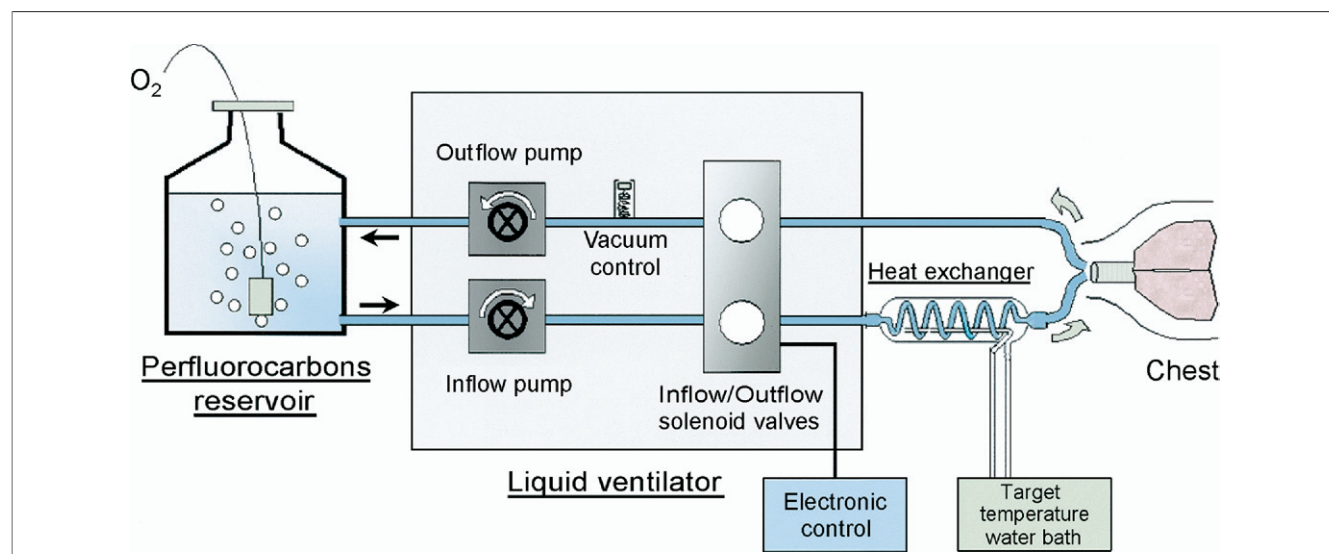 O2
Outflow pump
Vacuum
control
Heat exchanger
Perfluorocarbons
reservoir
Inflow pump
Inflow/Outflow
solenoid valves
Chest
Liquid ventilator
Electronic
control
Target
temperature
water bath